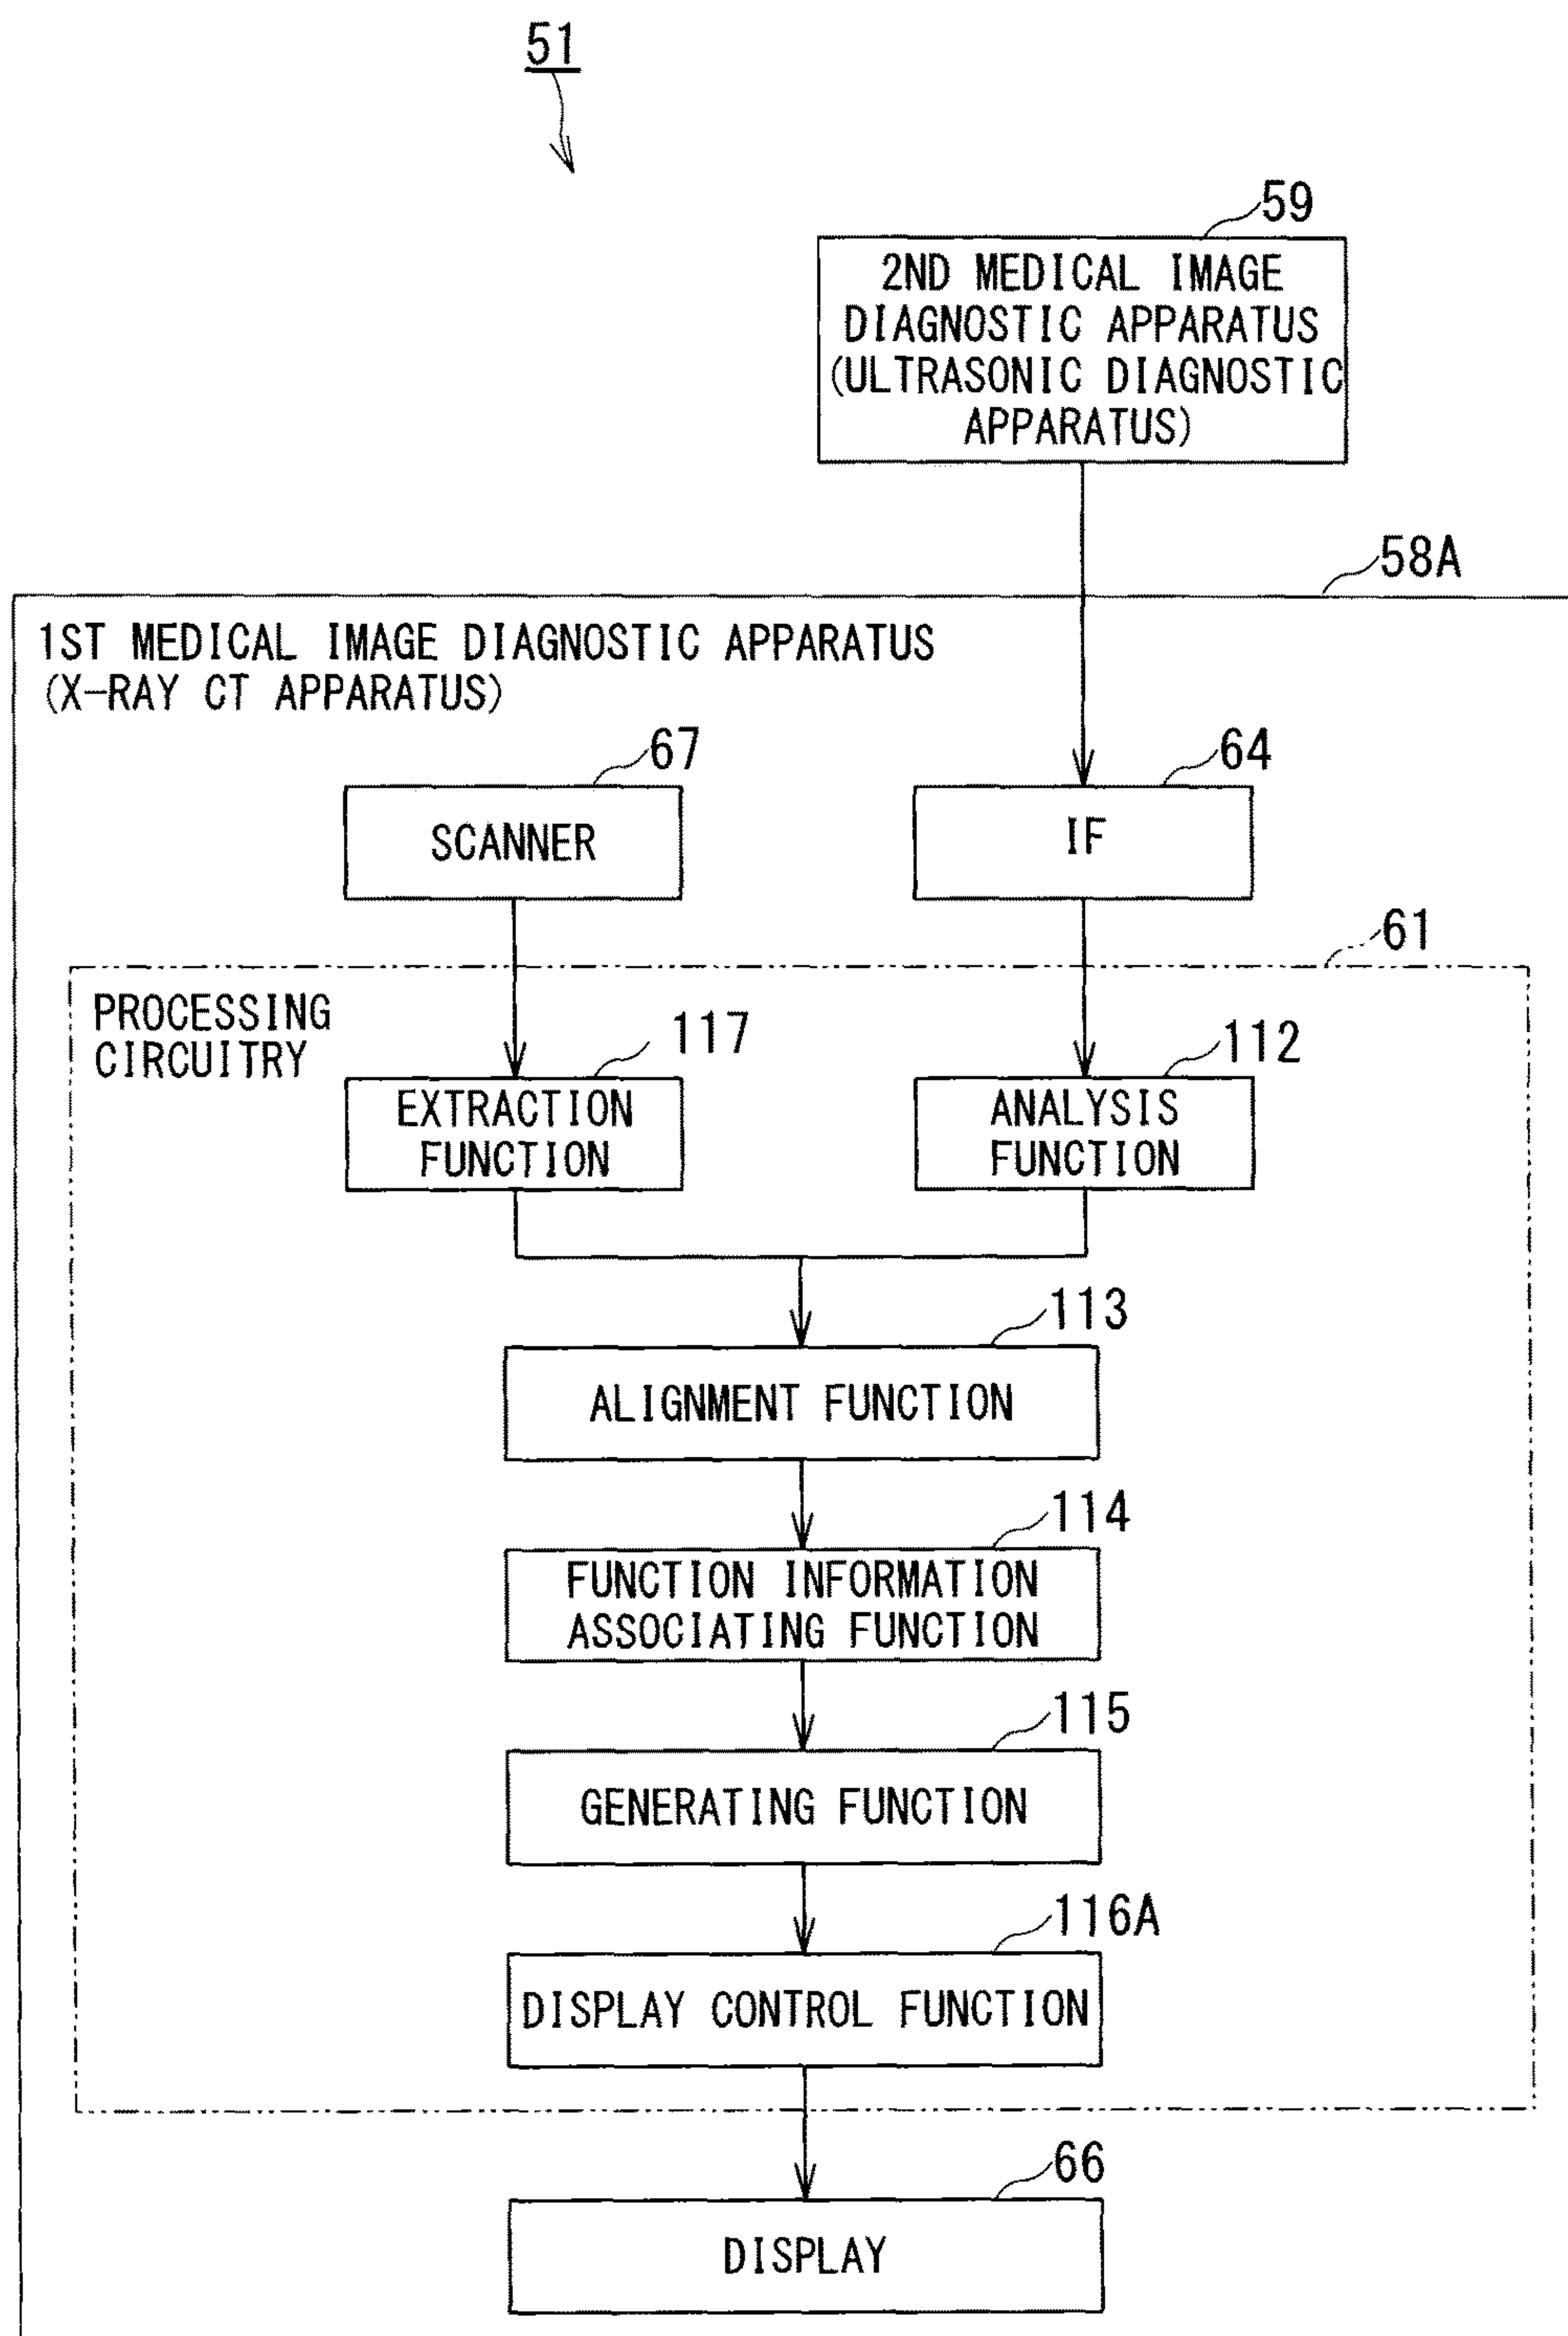 51
59
2ND MEDICAL IMAGE
DIAGNOSTIC APPARATUS
(ULTRASONIC DIAGNOSTIC
APPARATUS)
58A
1ST MEDICAL IMAGE DIAGNOSTIC APPARATUS
(X-RAY CT APPARATUS)
67
64
SCANNER
IF
61
PROCESSING
CIRCUITRY
117
112
EXTRACTION
FUNCTION
ANALYSIS
FUNCTION
113
ALIGNMENT FUNCTION
114
FUNCTION INFORMATION
ASSOCIATING FUNCTION
115
GENERATING FUNCTION
116A
DISPLAY CONTROL FUNCTION
66
DISPLAY